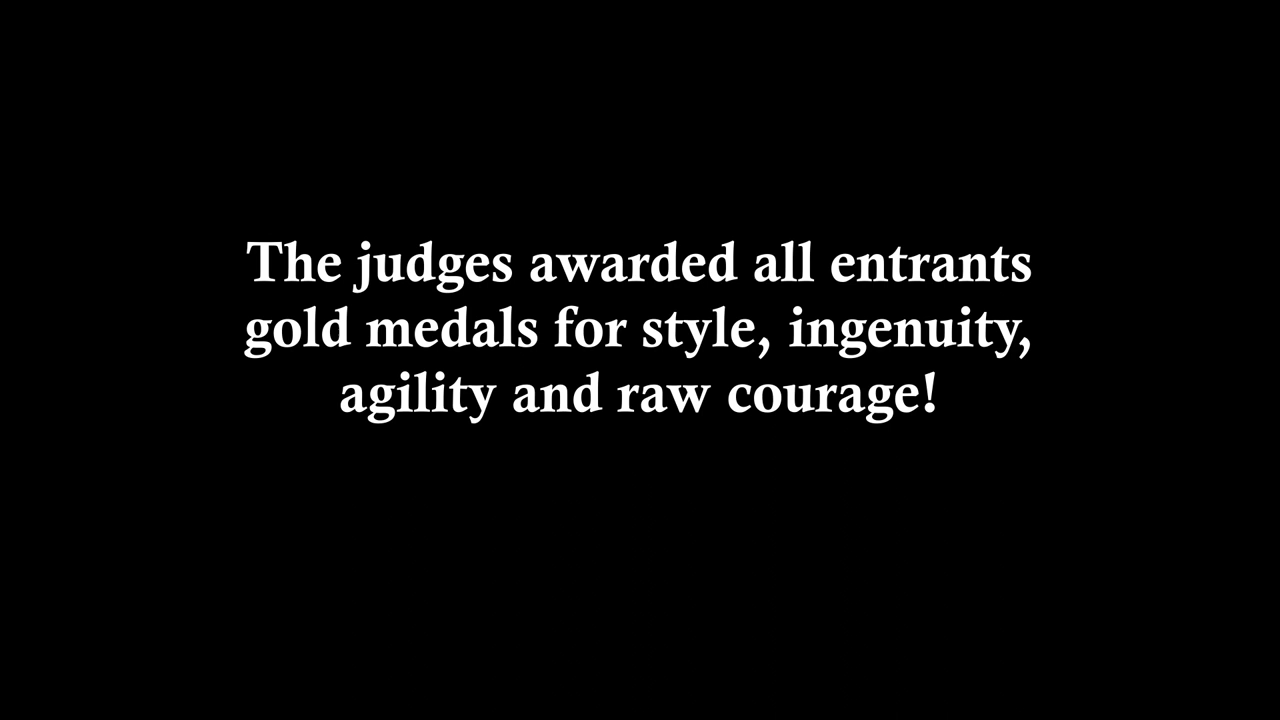 The judges awarded all entrants
gold medals for style, ingenuity,
agility and raw courage!